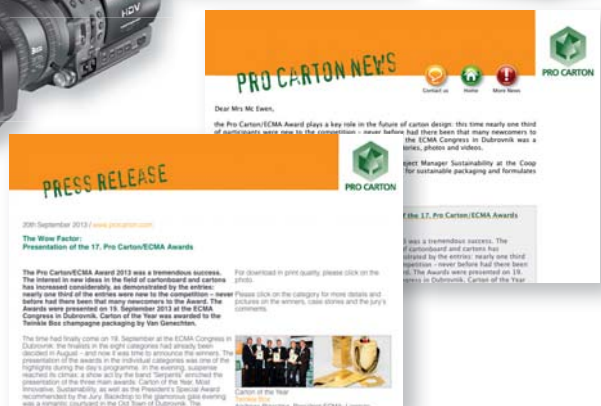 HDV
PRO CARTON NEWS
Contact us Home More News
PRO CARTON
Dear Mrs Mc Ewen,
the Pro Carton/ECMA Award plays a key role in the future of carton design: this time nearly one third
of participants were new to the competition – never before had there been that many newcomers to
the ECMA Congress in Dubrovnik was a
stories, photos and videos.
ject Manager Sustainability at the Coop
for sustainable packaging and formulates
f the 17. Pro Carton/ECMA Awards
was a tremendous success. The
f cartonboard and cartons has
strated by the entries: nearly one third
petition – never before had there been
d. The Awards were presented on 19.
gress in Dubrovnik. Carton of the Year
PRESS RELEASE
PRO CARTON
20th September 2013 / www.procarton.com
The Wow Factor:
Presentation of the 17. Pro Carton/ECMA Awards
The Pro Carton/ECMA Award 2013 was a tremendous success.
The interest in new ideas in the field of cartonboard and cartons
has increased considerably, as demonstrated by the entries:
nearly one third of the entries were new to the competition – never
before had there been that many newcomers to the Award. The
Awards were presented on 19. September 2013 at the ECMA
Congress in Dubrovnik. Carton of the Year was awarded to the
Twinkle Box champagne packaging by Van Genechten.
For download in print quality, please click on the
photo.
Please click on the category for more details and
pictures on the winners, case stories and the jury's
comments.
The time had finally come on 19. September at the ECMA Congress in
Dubrovnik: the finalists in the eight categories had already been
decided in August – and now it was time to announce the winners. The
presentation of the awards in the individual categories was one of the
highlights during the day's programme. In the evening, suspense
reached its climax: a show act by the band "Serpents" enriched the
presentation of the three main awards: Carton of the Year, Most
Innovative, Sustainability, as well as the President's Special Award
recommended by the Jury. Backdrop to the glamorous gala evening
was a romantic courtyard in the Old Town of Dubrovnik. The
Carton of the Year
Twinkle Box